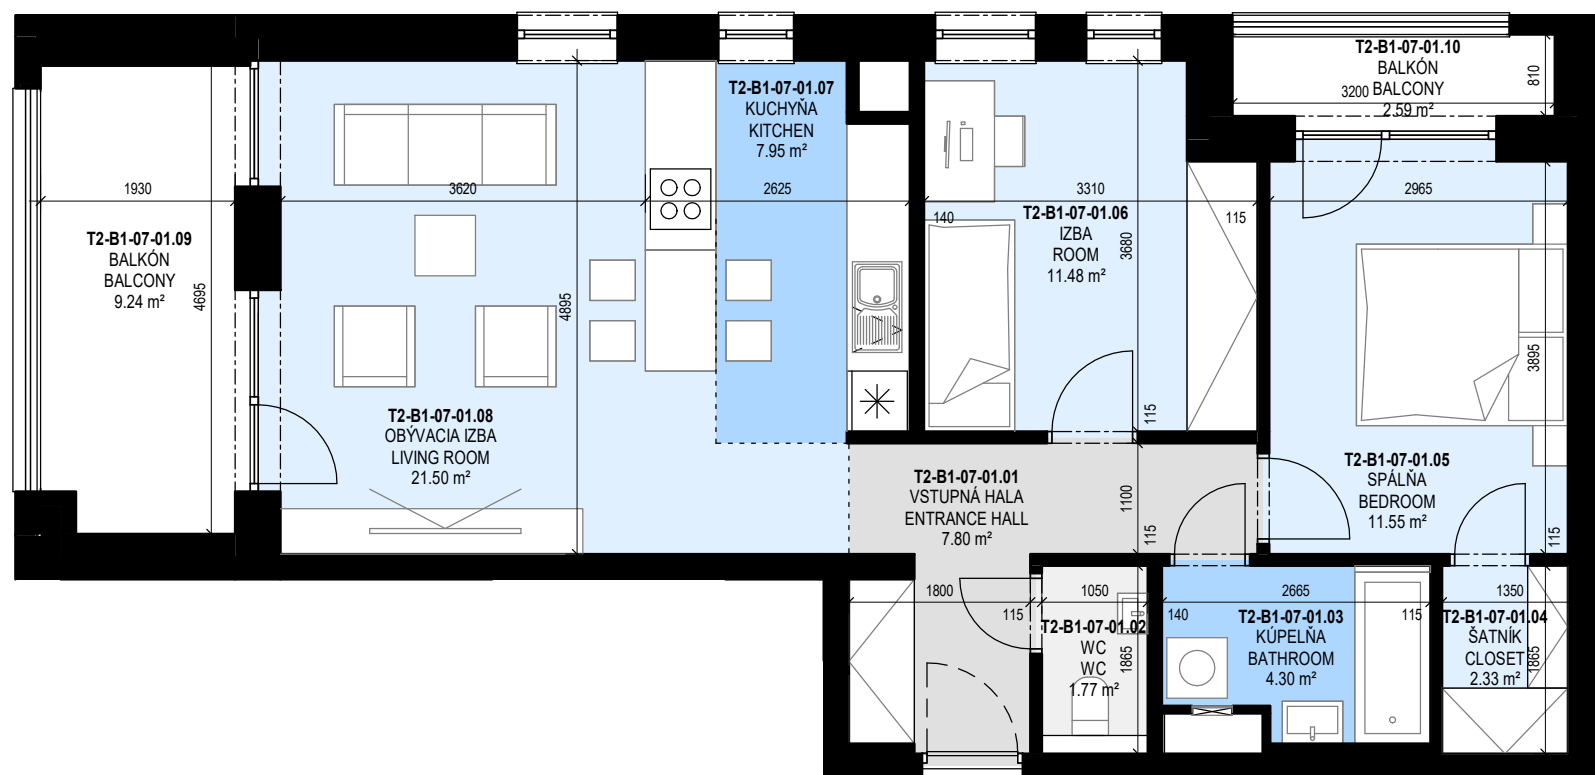 T2-B1-07-01.10
BALKÓN
BALCONY
2.59 m²
3200
810
T2-B1-07-01.07
KUCHYŇA
KITCHEN
7.95 m²
1930
3620
2625
3310
2965
T2-B1-07-01.09
BALKÓN
BALCONY
9.24 m²
4695
4895
140
T2-B1-07-01.06
IZBA
ROOM
11.48 m²
115
3680
115
3895
T2-B1-07-01.08
OBÝVACIA IZBA
LIVING ROOM
21.50 m²
T2-B1-07-01.05
SPÁLŇA
BEDROOM
11.55 m²
115
T2-B1-07-01.01
VSTUPNÁ HALA
ENTRANCE HALL
7.80 m²
1100
115
1800
115
1050
140
2665
115
1350
T2-B1-07-01.02
WC
WC
1.77 m²
1865
T2-B1-07-01.03
KÚPELŇA
BATHROOM
4.30 m²
T2-B1-07-01.04
ŠATNÍK
CLOSET
2.33 m²
1865